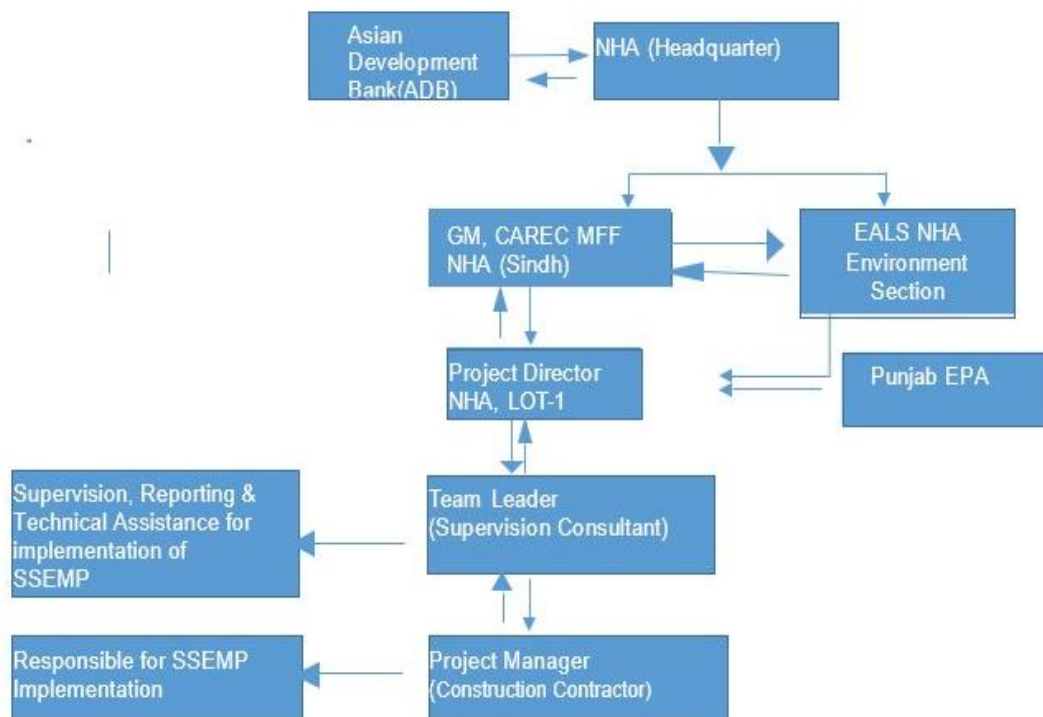 Asian
Development
Bank(ADB)
NHA (Headquarter)
GM, CAREC MFF
NHA (Sindh)
EALS NHA
Environment
Section
Project Director
NHA, LOT-1
Punjab EPA
Supervision, Reporting &
Technical Assistance for
implementation of
SSEMP
Team Leader
(Supervision Consultant)
Responsible for SSEMP
Implementation
Project Manager
(Construction Contractor)